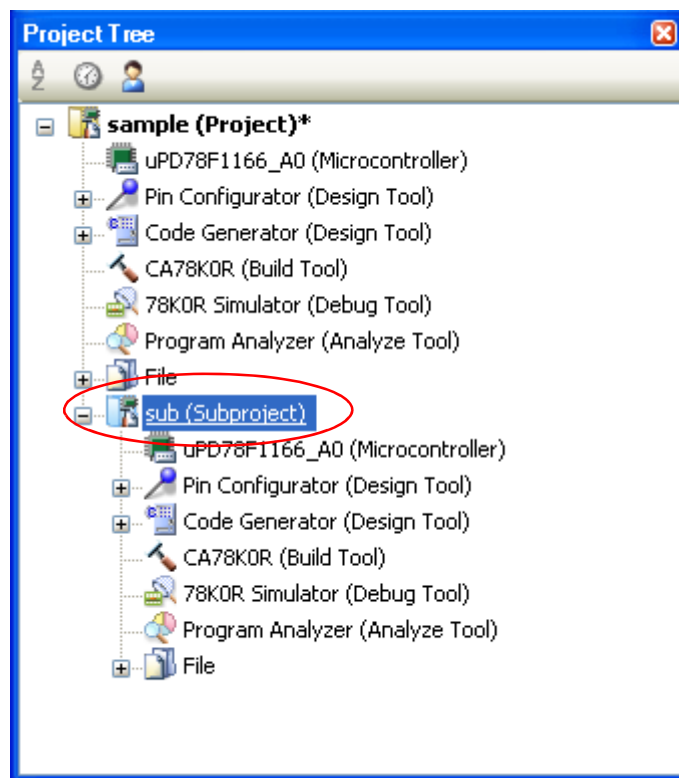 Project Tree
sample (Project)*
uPD78F1166_A0 (Microcontroller)
Pin Configurator (Design Tool)
Code Generator (Design Tool)
CA78K0R (Build Tool)
78K0R Simulator (Debug Tool)
Program Analyzer (Analyze Tool)
File
sub (Subproject)
uPD78F1166_A0 (Microcontroller)
Pin Configurator (Design Tool)
Code Generator (Design Tool)
CA78K0R (Build Tool)
78K0R Simulator (Debug Tool)
Program Analyzer (Analyze Tool)
File